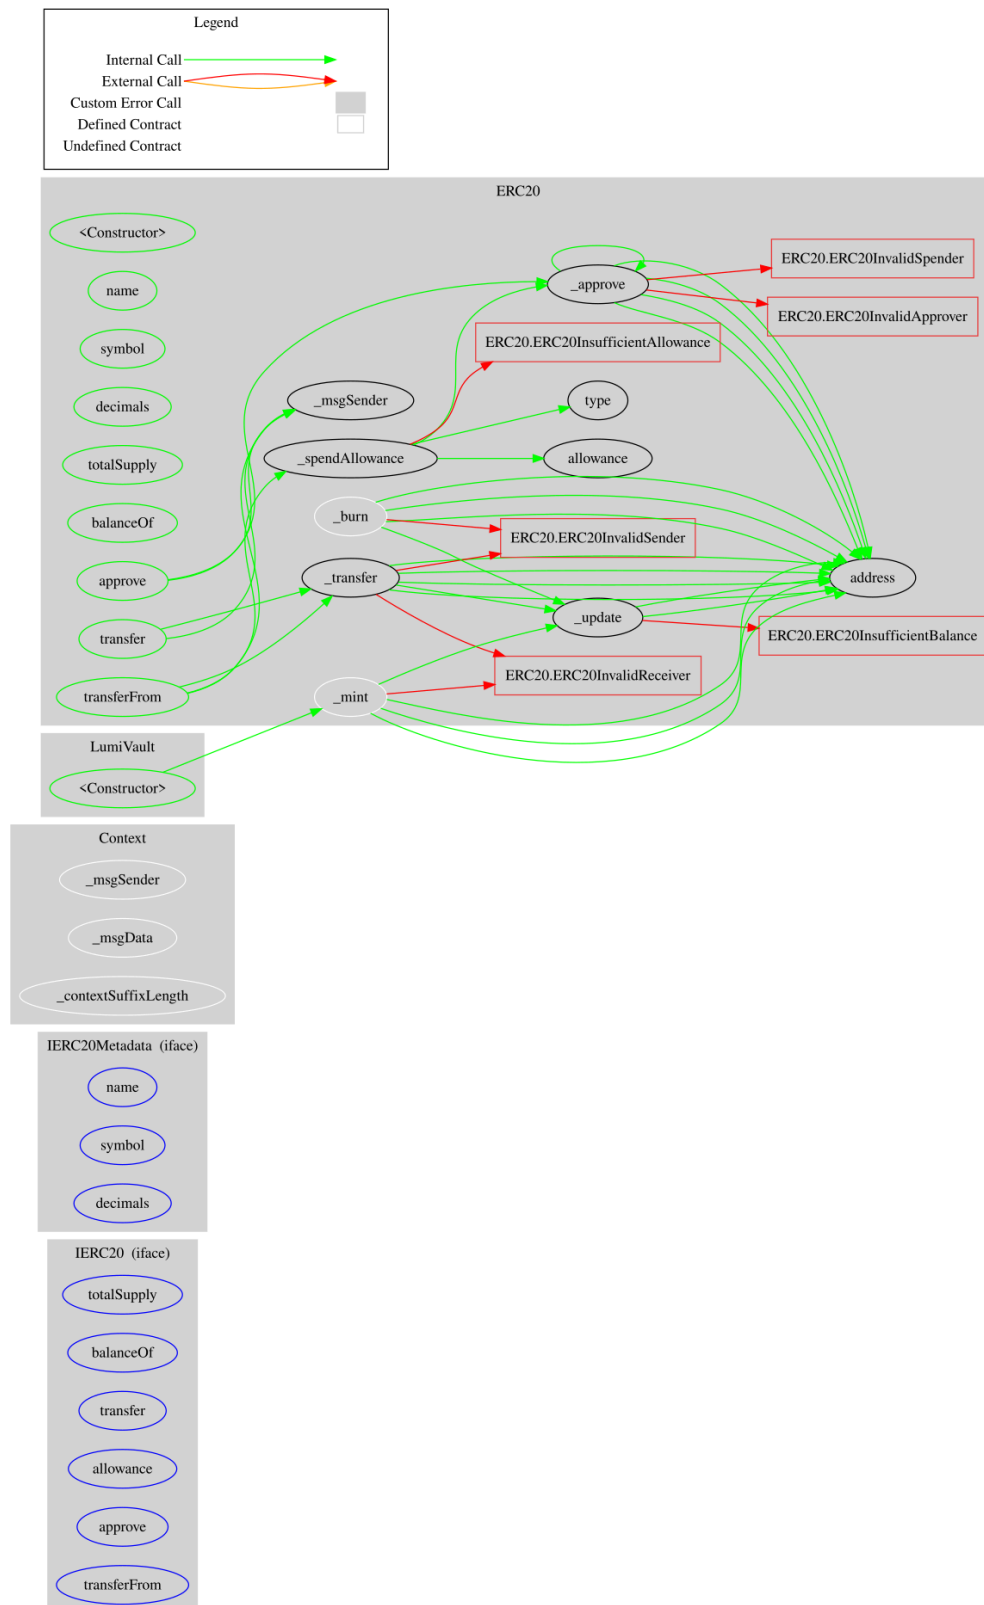 Legend
Internal Call
External Call
Custom Error Call
Defined Contract
Undefined Contract
ERC20
<Constructor>
name
symbol
decimals
totalSupply
balanceOf
approve
transfer
transferFrom
_msgSender
_spendAllowance
_burn
_transfer
_mint
_approve
ERC20.ERC20InsufficientAllowance
type
allowance
ERC20.ERC20InvalidSender
_update
ERC20.ERC20InvalidReceiver
ERC20.ERC20InvalidSpender
ERC20.ERC20InvalidApprover
address
ERC20.ERC20InsufficientBalance
LumiVault
<Constructor>
Context
_msgSender
_msgData
_contextSuffixLength
IERC20Metadata (iface)
name
symbol
decimals
IERC20 (iface)
totalSupply
balanceOf
transfer
allowance
approve
transferFrom